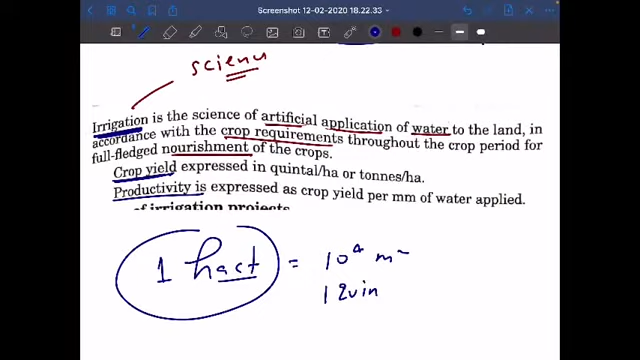 Screenshot 12-02-2020 18.22.33
science
Irrigation is the science of artificial application of water to the land, in
accordance with the crop requirements throughout the crop period for
full-fledged nourishment of the crops.
Crop yield expressed in quintal/ha or tonnes/ha.
Productivity is expressed as crop yield per mm of water applied.
of irrigation projects
1 hact = 10⁴ m²